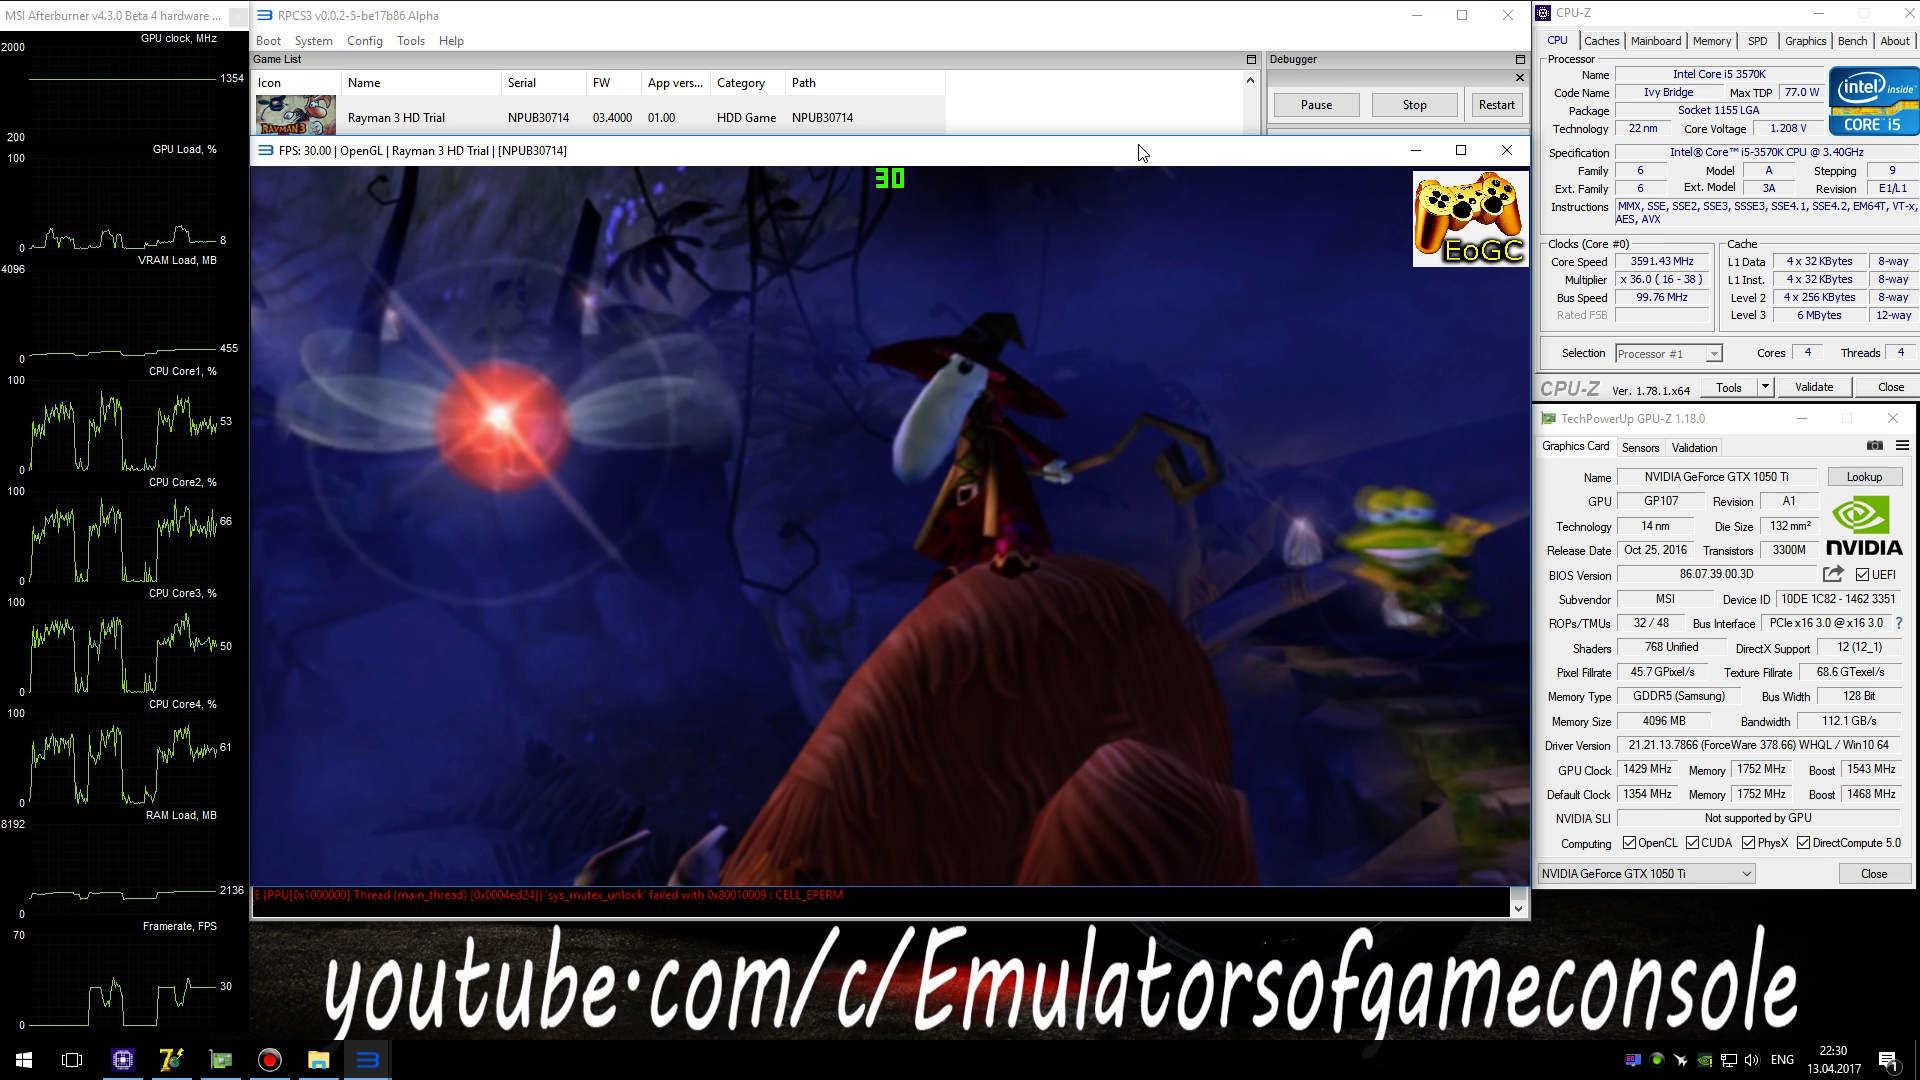 MSI Afterburner v4.3.0 Beta 4 hardware ...
GPU clock, MHz
2000
1354
200
GPU Load, %
100
8
0
VRAM Load, MB
4096
455
0
CPU Core1, %
100
53
0
CPU Core2, %
100
66
0
CPU Core3, %
100
50
0
CPU Core4, %
100
61
0
RAM Load, MB
8192
2136
0
Framerate, FPS
70
30
0
RPCS3 v0.0.2-5-be17b86 Alpha
Boot System Config Tools Help
Game List
Icon Name Serial FW App vers... Category Path
RAYMAN 3
Rayman 3 HD Trial NPUB30714 03.4000 01.00 HDD Game NPUB30714
Debugger
Pause Stop Restart
FPS: 30.00 | OpenGL | Rayman 3 HD Trial | [NPUB30714]
30
EoGC
E [PPU[0x1000000] Thread (main_thread) [0x0004ed24]] 'sys_mutex_unlock' failed with 0x80010009 : CELL_EPERM
youtube.com/c/Emulatorsofgameconsole
CPU-Z
CPU Caches Mainboard Memory SPD Graphics Bench About
Processor
Name Intel Core i5 3570K
Code Name Ivy Bridge Max TDP 77.0 W
Package Socket 1155 LGA
Technology 22 nm Core Voltage 1.208 V
intel inside
CORE i5
Specification Intel® Core™ i5-3570K CPU @ 3.40GHz
Family 6 Model A Stepping 9
Ext. Family 6 Ext. Model 3A Revision E1/L1
Instructions MMX, SSE, SSE2, SSE3, SSSE3, SSE4.1, SSE4.2, EM64T, VT-x,
AES, AVX
Clocks (Core #0)
Core Speed 3591.43 MHz
Multiplier x 36.0 ( 16 - 38 )
Bus Speed 99.76 MHz
Rated FSB
Cache
L1 Data 4 x 32 KBytes 8-way
L1 Inst. 4 x 32 KBytes 8-way
Level 2 4 x 256 KBytes 8-way
Level 3 6 MBytes 12-way
Selection Processor #1 Cores 4 Threads 4
CPU-Z Ver. 1.78.1.x64 Tools Validate Close
TechPowerUp GPU-Z 1.18.0
Graphics Card Sensors Validation
Name NVIDIA GeForce GTX 1050 Ti Lookup
GPU GP107 Revision A1
Technology 14 nm Die Size 132 mm²
Release Date Oct 25, 2016 Transistors 3300M
NVIDIA
BIOS Version 86.07.39.00.3D UEFI
Subvendor MSI Device ID 10DE 1C82 - 1462 3351
ROPs/TMUs 32 / 48 Bus Interface PCIe x16 3.0 @ x16 3.0 ?
Shaders 768 Unified DirectX Support 12 (12_1)
Pixel Fillrate 45.7 GPixel/s Texture Fillrate 68.6 GTexel/s
Memory Type GDDR5 (Samsung) Bus Width 128 Bit
Memory Size 4096 MB Bandwidth 112.1 GB/s
Driver Version 21.21.13.7866 (ForceWare 378.66) WHQL / Win10 64
GPU Clock 1429 MHz Memory 1752 MHz Boost 1543 MHz
Default Clock 1354 MHz Memory 1752 MHz Boost 1468 MHz
NVIDIA SLI Not supported by GPU
Computing OpenCL CUDA PhysX DirectCompute 5.0
NVIDIA GeForce GTX 1050 Ti Close
ENG
22:30
13.04.2017
1